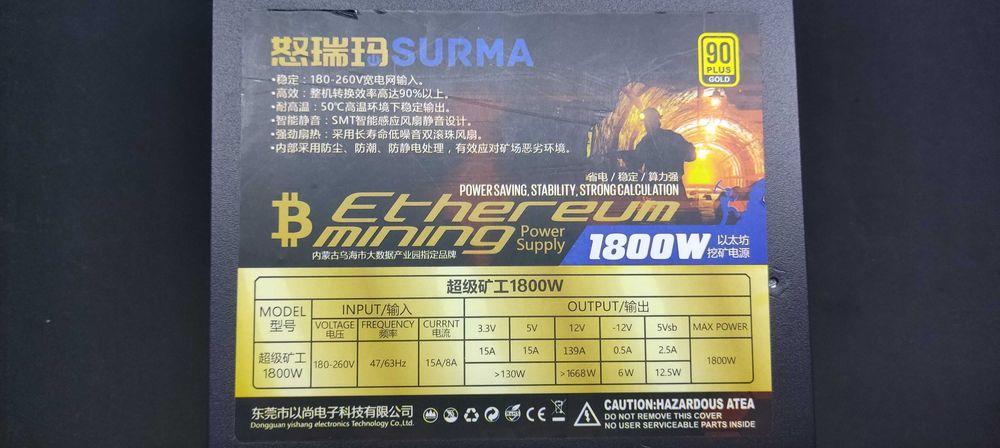 怒瑞玛SURMA
90
PLUS
GOLD
•稳定：180-260V宽电网输入。
•高效：整机转换效率高达90%以上。
•耐高温：50℃高温环境下稳定输出。
•智能静音：SMT智能感应风扇静音设计。
•强劲扇热：采用长寿命低噪音双滚珠风扇。
•内部采用防尘、防潮、防静电处理，有效应对矿场恶劣环境。
省电/稳定/算力强
POWER SAVING, STABILITY, STRONG CALCULATION
Ethereum
mining Power Supply
1800W 以太坊挖矿电源
内蒙古乌海市大数据产业园指定品牌
超级矿工1800W
MODEL 型号 INPUT/输入 OUTPUT/输出
VOLTAGE 电压 FREQUENCY 频率 CURRNT 电流 3.3V 5V 12V -12V 5Vsb MAX POWER
超级矿工 1800W 180-260V 47/63Hz 15A/8A 15A 15A 139A 0.5A 2.5A 1800W
>130W >1668W 6W 12.5W
东莞市以尚电子科技有限公司
Dongguan yishang electronics Technology Co.,Ltd.
CE
CAUTION:HAZARDOUS ATEA
DO NOT REMOVE THIS COVER
NO USER SERVICEABLE PARTS INSIDE